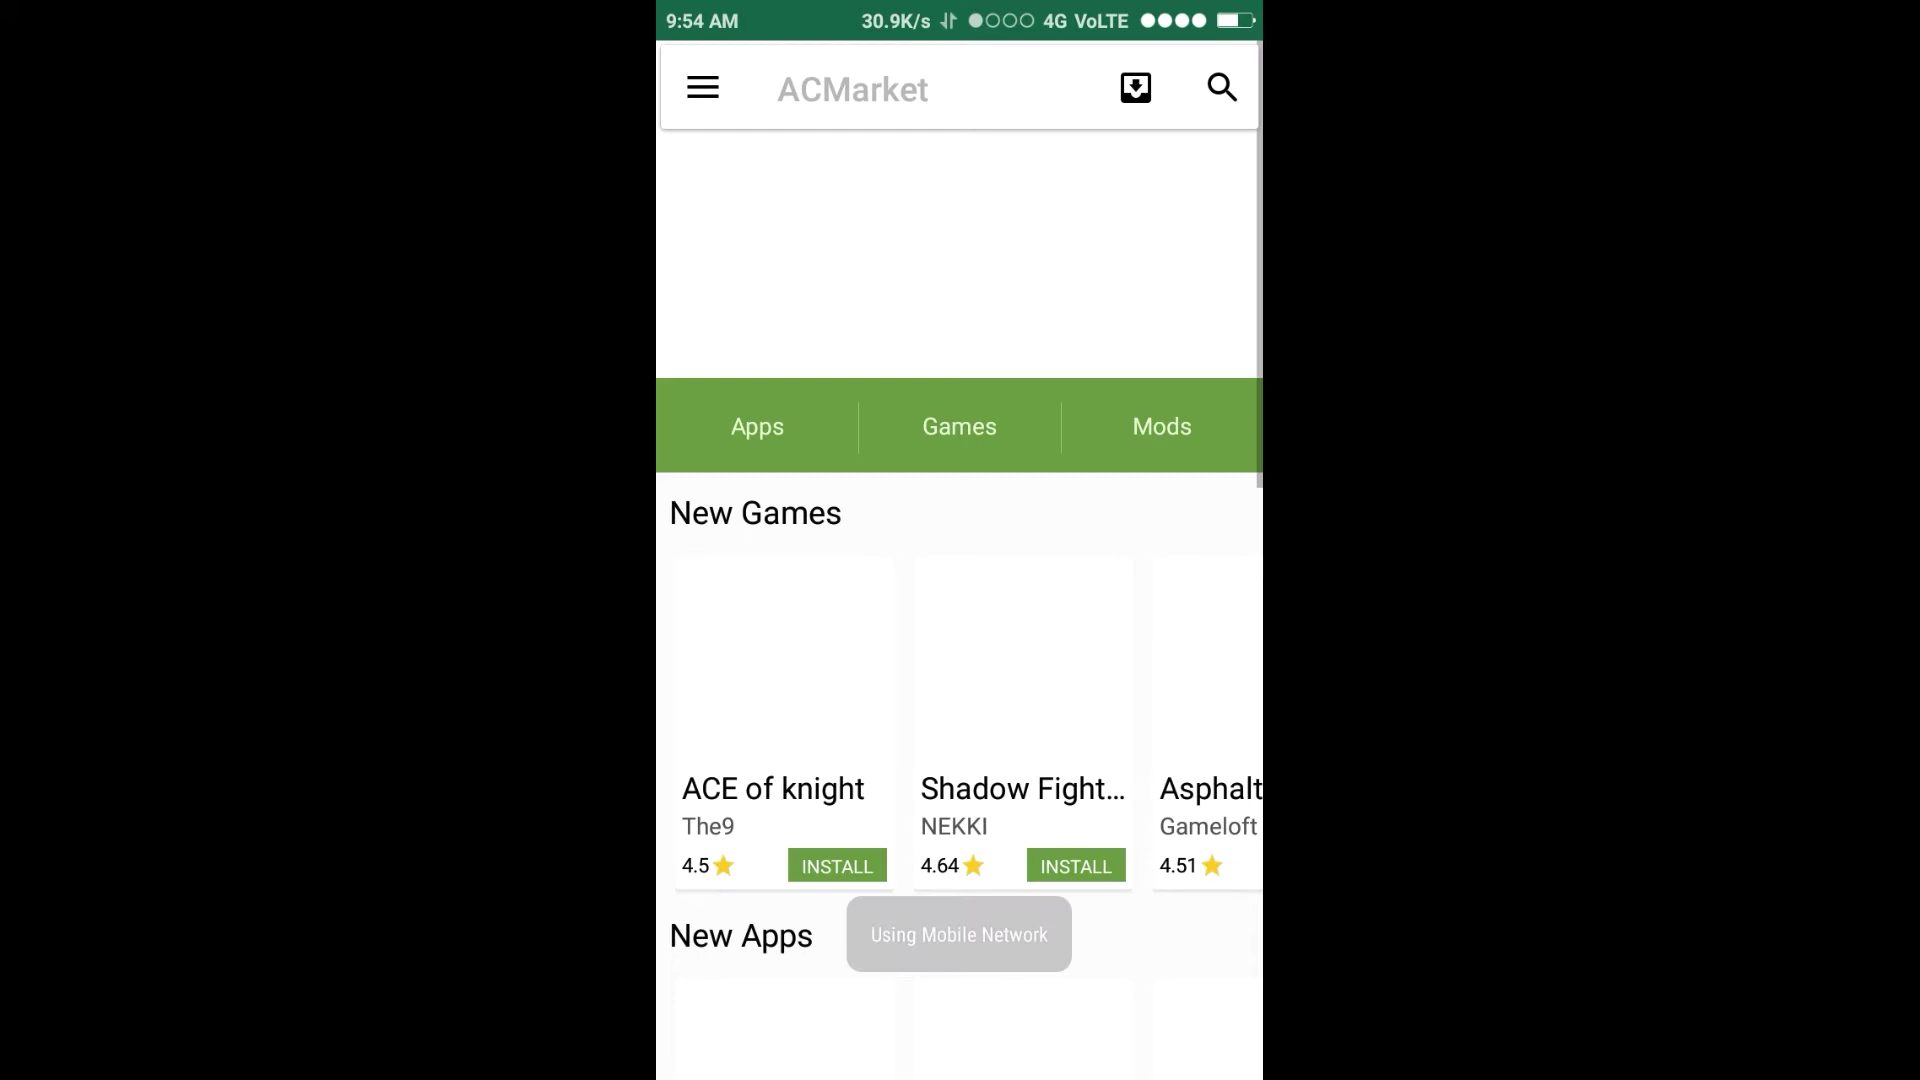 9:54 AM 30.9K/s 4G VoLTE
ACMarket
Apps Games Mods
New Games
ACE of knight Shadow Fight... Asphalt
The9 NEKKI Gameloft
4.5 INSTALL 4.64 INSTALL 4.51
New Apps
Using Mobile Network